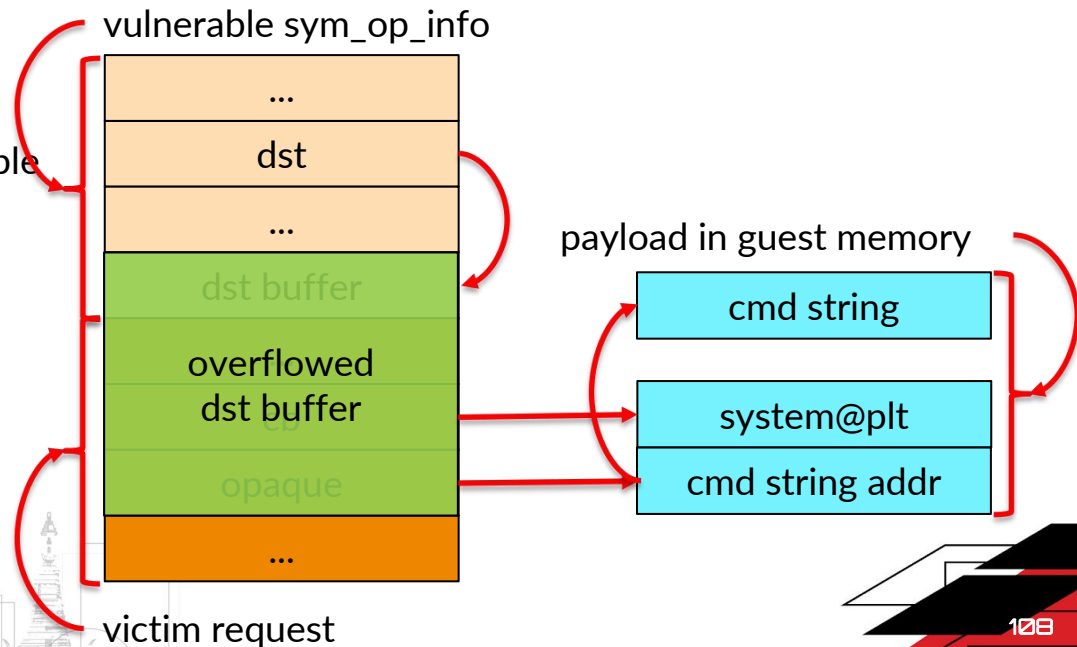 vulnerable sym_op_info
...
dst
...
dst buffer
overflowed
dst buffer
cb
opaque
...
victim request
payload in guest memory
cmd string
system@plt
cmd string addr
108